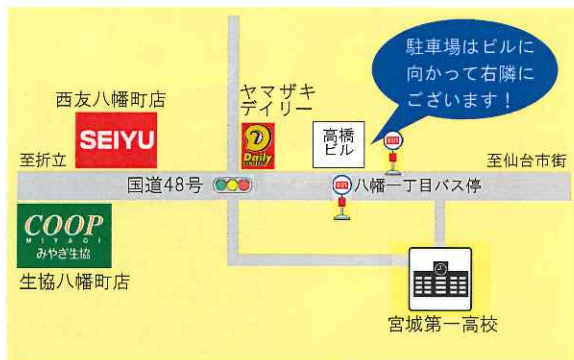 駐車場はビルに
向かって右隣に
ございます！
西友八幡町店
SEIYU
ヤマザキ
デイリー
Daily
高橋
ビル
至折立
至仙台市街
国道48号
八幡一丁目バス停
COOP
MIYAGI
みやぎ生協
生協八幡町店
宮城第一高校